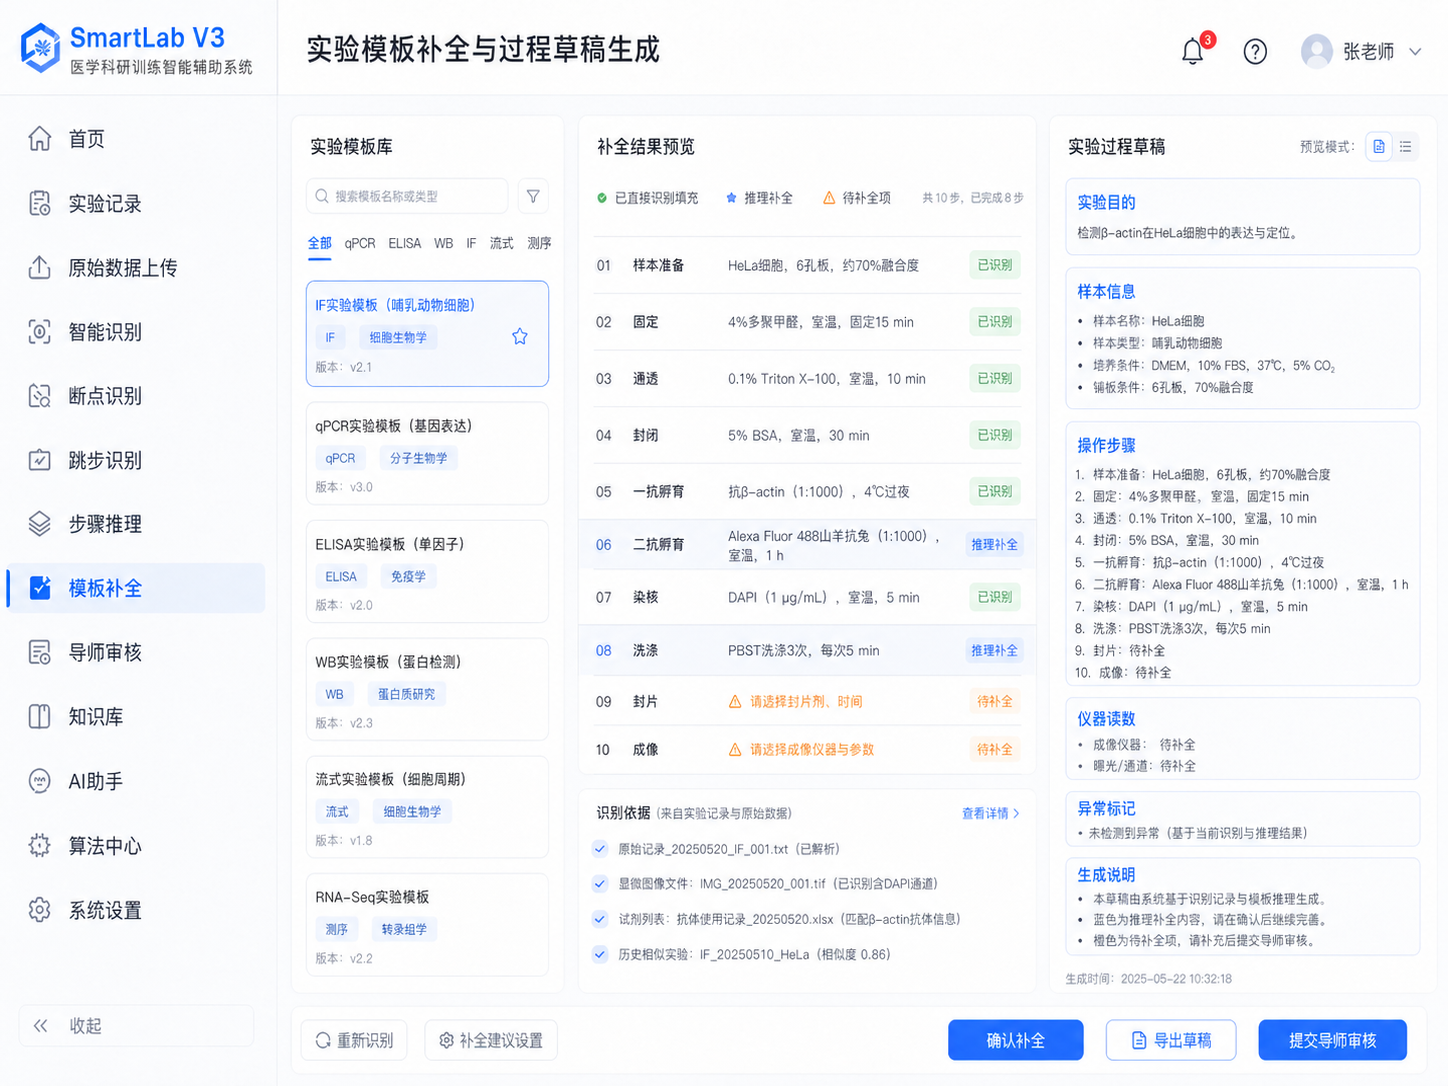 SmartLab V3
医学科研训练智能辅助系统
实验模板补全与过程草稿生成
3
张老师
首页
实验记录
原始数据上传
智能识别
断点识别
跳步识别
步骤推理
模板补全
导师审核
知识库
AI助手
算法中心
系统设置
收起
实验模板库
搜索模板名称或类型
全部 qPCR ELISA WB IF 流式 测序
IF实验模板（哺乳动物细胞）
IF 细胞生物学
版本：v2.1
qPCR实验模板（基因表达）
qPCR 分子生物学
版本：v3.0
ELISA实验模板（单因子）
ELISA 免疫学
版本：v2.0
WB实验模板（蛋白检测）
WB 蛋白质研究
版本：v2.3
流式实验模板（细胞周期）
流式 细胞生物学
版本：v1.8
RNA-Seq实验模板
测序 转录组学
版本：v2.2
补全结果预览
已直接识别填充 推理补全 待补全项 共10步，已完成8步
01 样本准备 HeLa细胞，6孔板，约70%融合度 已识别
02 固定 4%多聚甲醛，室温，固定15 min 已识别
03 通透 0.1% Triton X-100，室温，10 min 已识别
04 封闭 5% BSA，室温，30 min 已识别
05 一抗孵育 抗β-actin（1:1000），4℃过夜 已识别
06 二抗孵育 Alexa Fluor 488山羊抗兔（1:1000），
室温，1 h 推理补全
07 染核 DAPI（1 μg/mL），室温，5 min 已识别
08 洗涤 PBST洗涤3次，每次5 min 推理补全
09 封片 请选择封片剂、时间 待补全
10 成像 请选择成像仪器与参数 待补全
识别依据（来自实验记录与原始数据） 查看详情
原始记录_20250520_IF_001.txt（已解析）
显微图像文件：IMG_20250520_001.tif（已识别含DAPI通道）
试剂列表：抗体使用记录_20250520.xlsx（匹配β-actin抗体信息）
历史相似实验：IF_20250510_HeLa（相似度 0.86）
实验过程草稿 预览模式：
实验目的
检测β-actin在HeLa细胞中的表达与定位。
样本信息
• 样本名称：HeLa细胞
• 样本类型：哺乳动物细胞
• 培养条件：DMEM，10% FBS，37℃，5% CO₂
• 铺板条件：6孔板，70%融合度
操作步骤
1. 样本准备：HeLa细胞，6孔板，约70%融合度
2. 固定：4%多聚甲醛，室温，固定15 min
3. 通透：0.1% Triton X-100，室温，10 min
4. 封闭：5% BSA，室温，30 min
5. 一抗孵育：抗β-actin（1:1000），4℃过夜
6. 二抗孵育：Alexa Fluor 488山羊抗兔（1:1000），室温，1 h
7. 染核：DAPI（1 μg/mL），室温，5 min
8. 洗涤：PBST洗涤3次，每次5 min
9. 封片：待补全
10. 成像：待补全
仪器读数
• 成像仪器： 待补全
• 曝光/通道：待补全
异常标记
• 未检测到异常（基于当前识别与推理结果）
生成说明
• 本草稿由系统基于识别记录与模板推理生成。
• 蓝色为推理补全内容，请在确认后继续完善。
• 橙色为待补全项，请补充后提交导师审核。
生成时间：2025-05-22 10:32:18
重新识别 补全建议设置 确认补全 导出草稿 提交导师审核